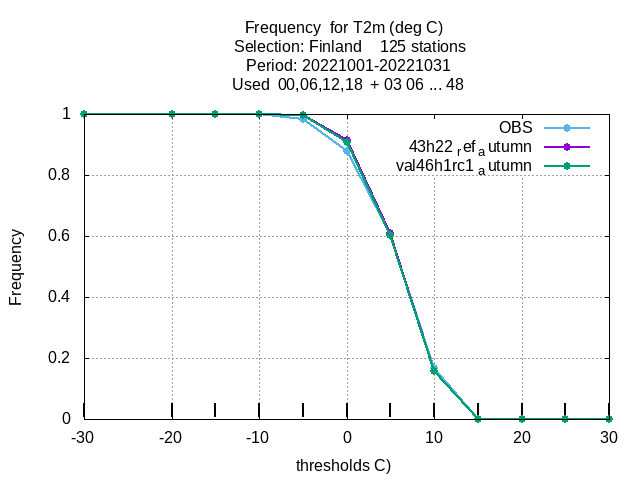 Frequency for T2m (deg C)
Selection: Finland 125 stations
Period: 20221001-20221031
Used 00,06,12,18 + 03 06 ... 48
1
0.8
0.6
0.4
0.2
0
Frequency
OBS
43h22 ref a utumn
val46h1rc1 a utumn
-30 -20 -10 0 10 20 30
thresholds C)